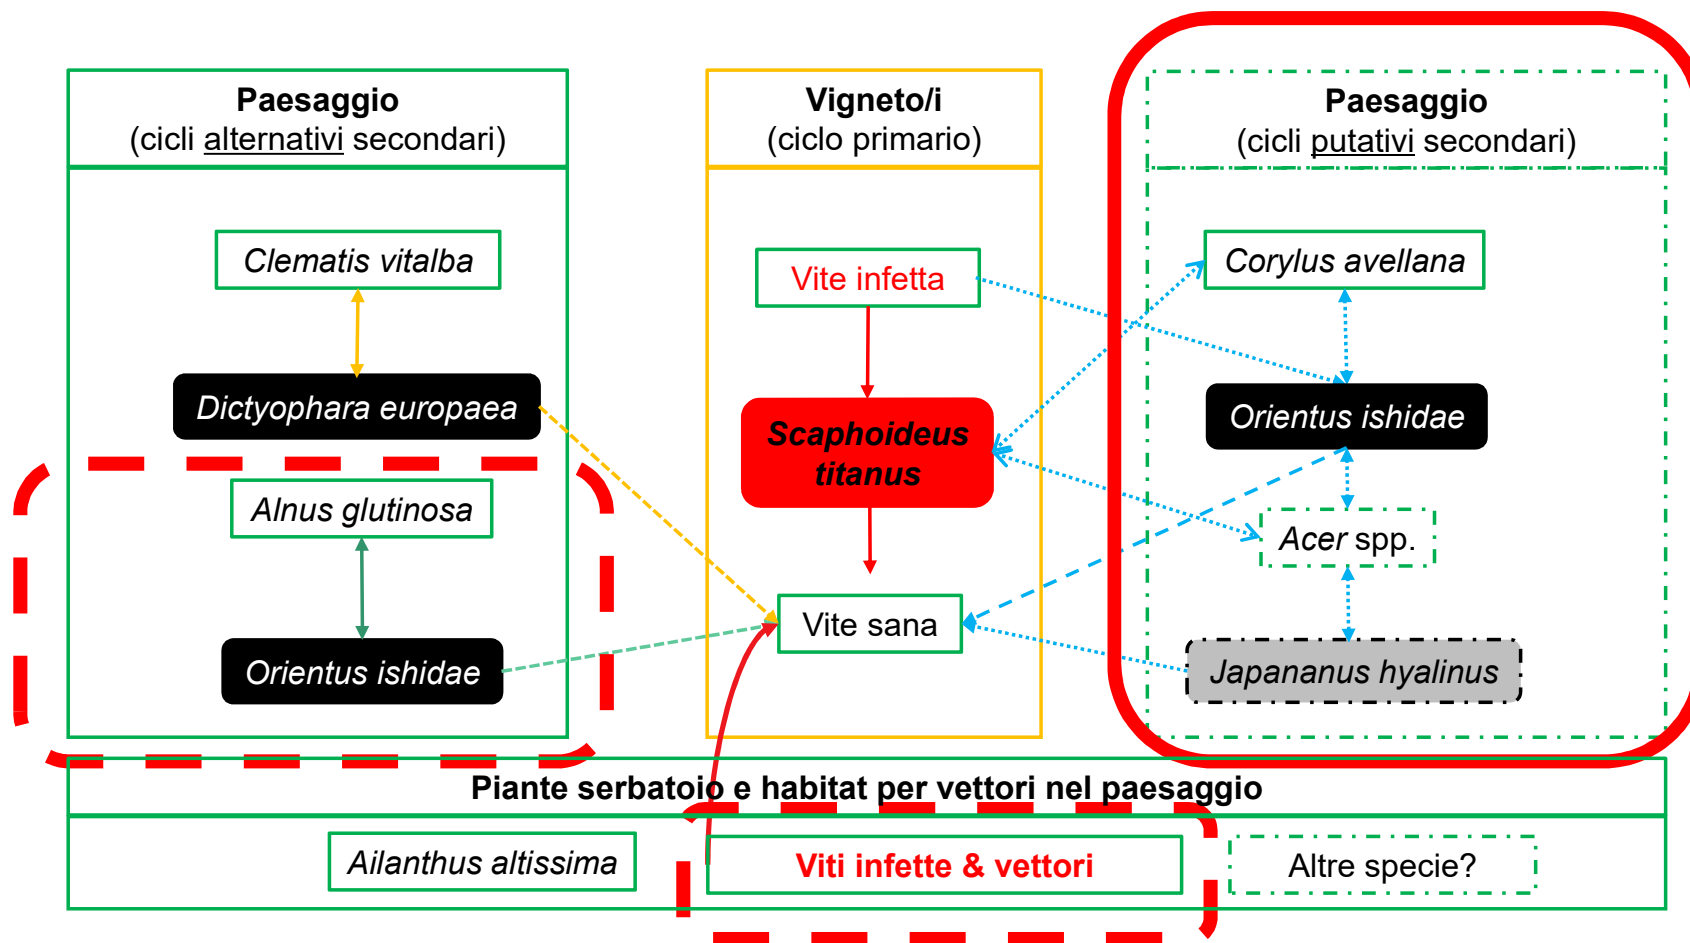 Paesaggio
(cicli alternativi secondari)
Clematis vitalba
Dictyophara europaea
Alnus glutinosa
Orientus ishidae
Vigneto/i
(ciclo primario)
Vite infetta
Scaphoideus
titanus
Vite sana
Paesaggio
(cicli putativi secondari)
Corylus avellana
Orientus ishidae
Acer spp.
Japananus hyalinus
Piante serbatoio e habitat per vettori nel paesaggio
Ailanthus altissima
Viti infette & vettori
Altre specie?